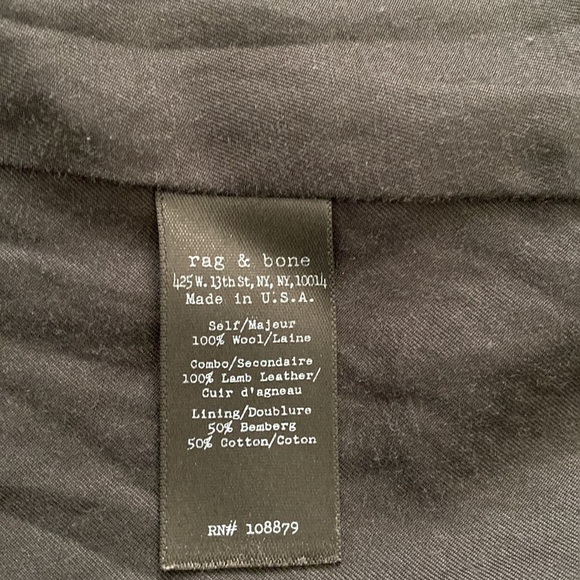 rag & bone
425 W. 13th St, NY, NY, 10014
Made in U.S.A.
Self/Majeur
100% Wool/Laine
Combo/Secondaire
100% Lamb Leather/
Cuir d'agneau
Lining/Doublure
50% Bemberg
50% Cotton/Coton
RN# 108879